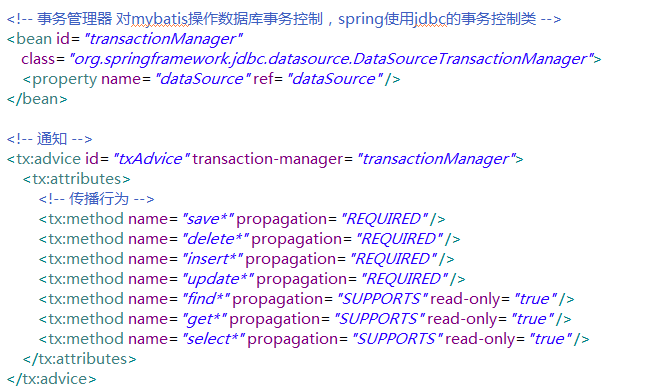 <!-- 事务管理器 对mybatis操作数据库事务控制，spring使用jdbc的事务控制类 -->
<bean id="transactionManager"
class="org.springframework.jdbc.datasource.DataSourceTransactionManager">
<property name="dataSource" ref="dataSource"/>
</bean>
<!-- 通知 -->
<tx:advice id="txAdvice" transaction-manager="transactionManager">
<tx:attributes>
<!-- 传播行为 -->
<tx:method name="save*" propagation="REQUIRED"/>
<tx:method name="delete*" propagation="REQUIRED"/>
<tx:method name="insert*" propagation="REQUIRED"/>
<tx:method name="update*" propagation="REQUIRED"/>
<tx:method name="find*" propagation="SUPPORTS" read-only="true"/>
<tx:method name="get*" propagation="SUPPORTS" read-only="true"/>
<tx:method name="select*" propagation="SUPPORTS" read-only="true"/>
</tx:attributes>
</tx:advice>